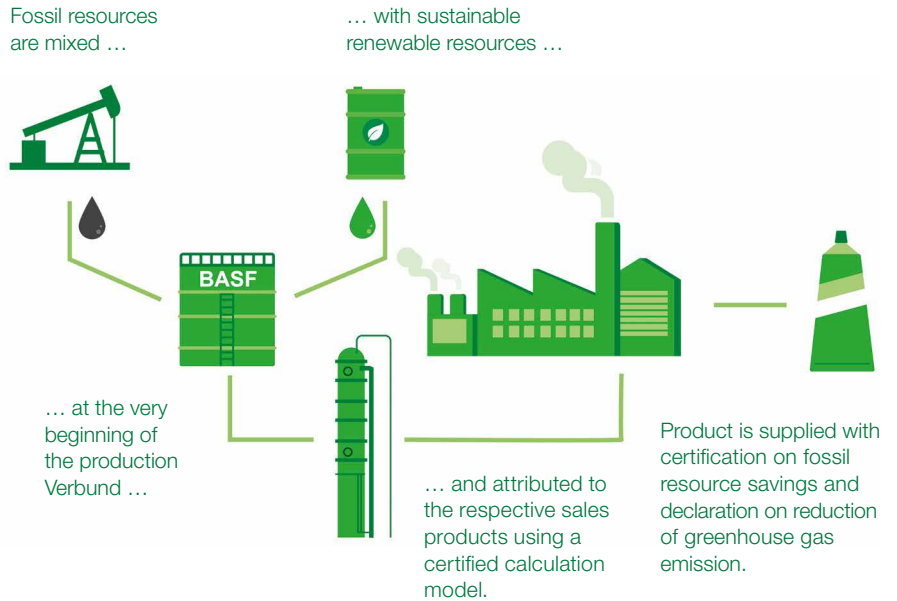 Fossil resources
are mixed …
… with sustainable
renewable resources …
BASF
… at the very
beginning of
the production
Verbund …
… and attributed to
the respective sales
products using a
certified calculation
model.
Product is supplied with
certification on fossil
resource savings and
declaration on reduction
of greenhouse gas
emission.